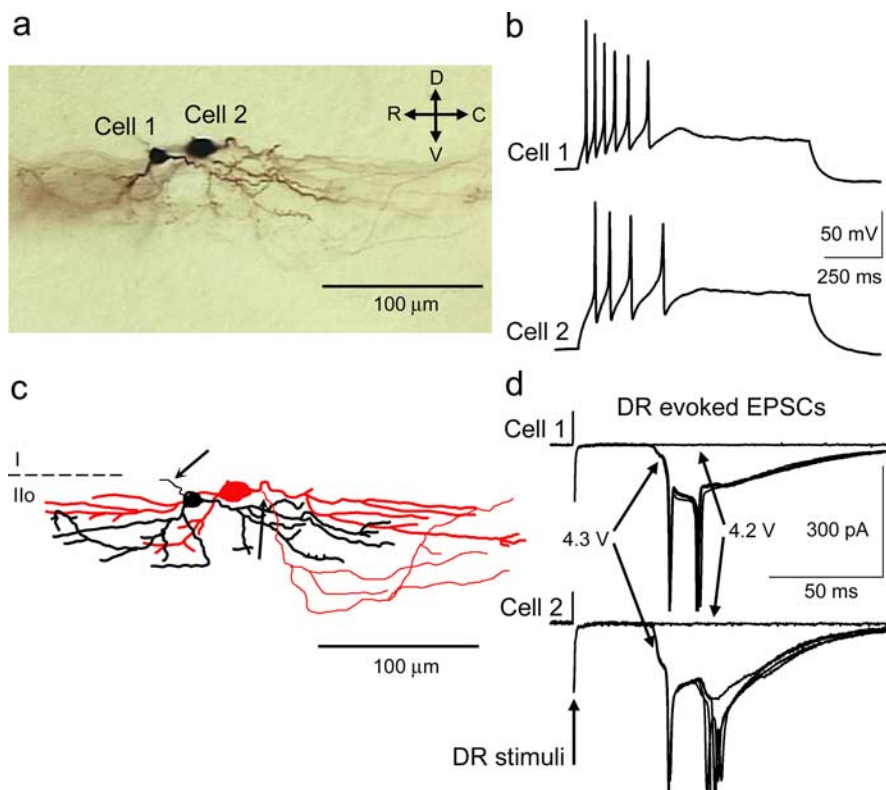 a
Cell 1
Cell 2
D
R
C
V
100 μm
b
Cell 1
Cell 2
50 mV
250 ms
c
I
IIo
100 μm
d
DR evoked EPSCs
Cell 1
4.3 V
4.2 V
300 pA
50 ms
Cell 2
DR stimuli